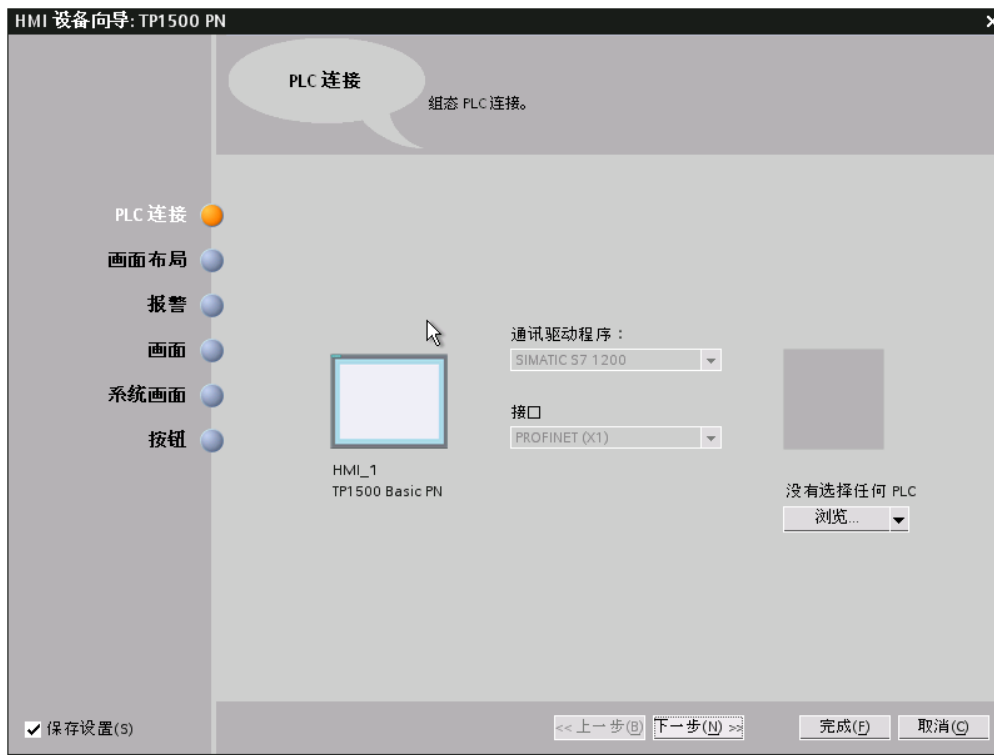 HMI 设备向导: TP1500 PN
PLC 连接
组态 PLC 连接。
PLC 连接
画面布局
报警
画面
系统画面
按钮
通讯驱动程序：
SIMATIC S7 1200
接口
PROFINET (X1)
HMI_1
TP1500 Basic PN
没有选择任何 PLC
浏览...
保存设置(S)
<< 上一步(B)
下一步(N) >>
完成(F)
取消(C)